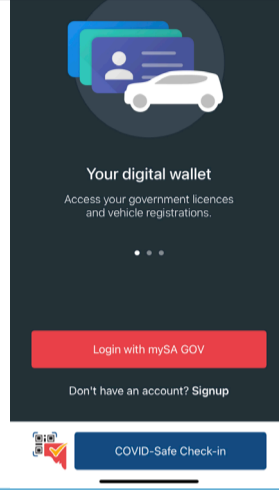 Your digital wallet
Access your government licences
and vehicle registrations.
Login with mySA GOV
Don't have an account? Signup
COVID-Safe Check-in